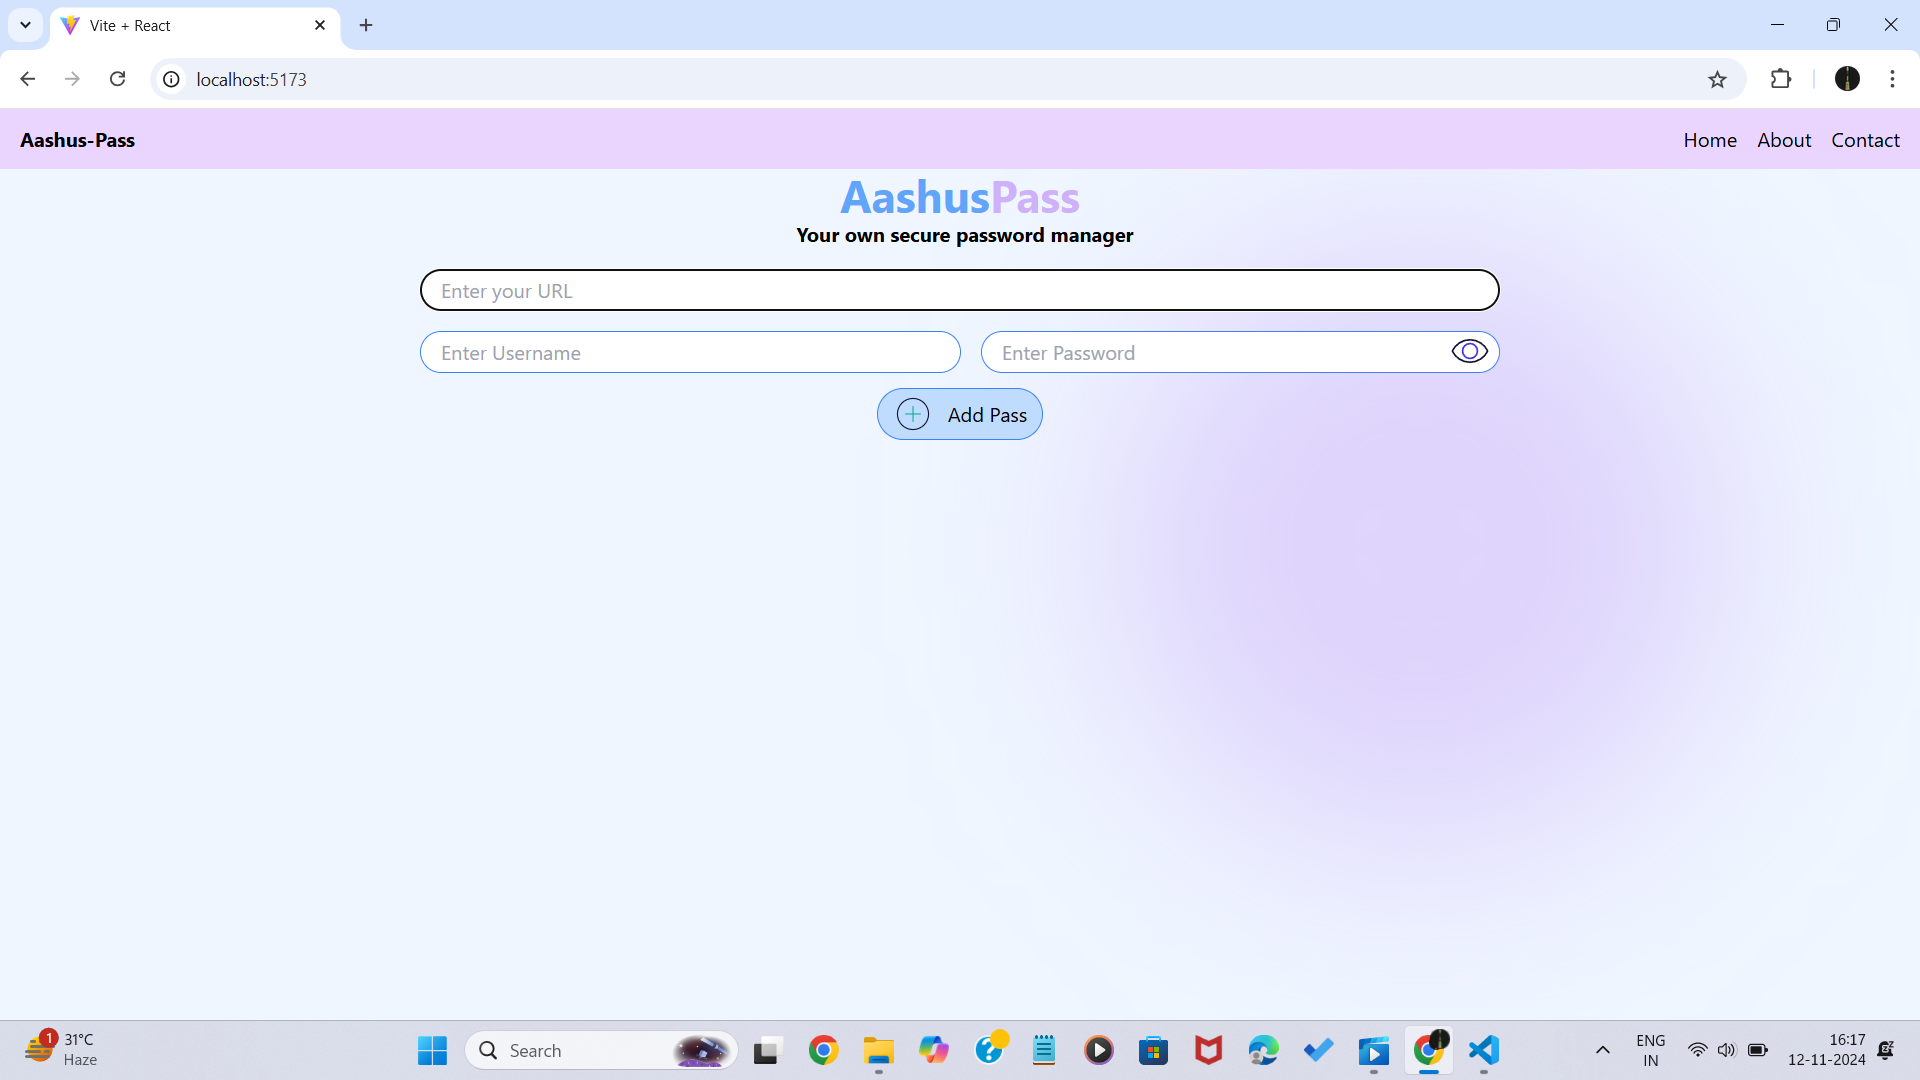 Vite + React
localhost:5173
Aashus-Pass
Home About Contact
AashusPass
Your own secure password manager
Enter your URL
Enter Username
Enter Password
Add Pass
1
31°C
Haze
Search
ENG
IN
16:17
12-11-2024